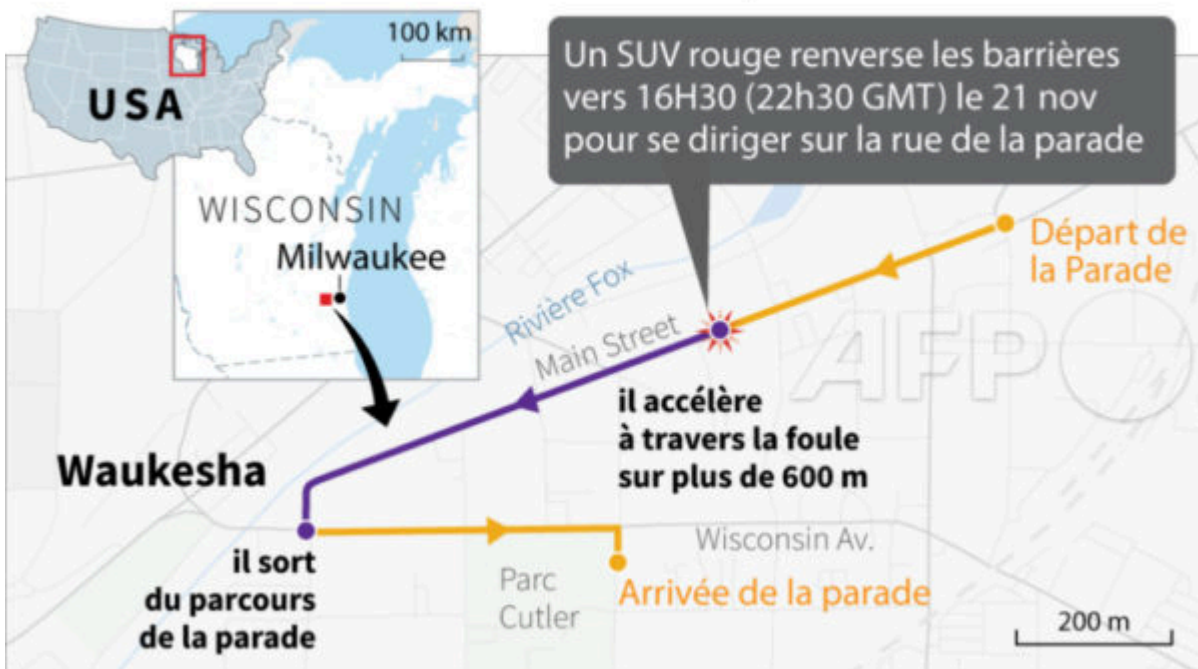 USA
100 km
WISCONSIN
Milwaukee
Un SUV rouge renverse les barrières
vers 16H30 (22h30 GMT) le 21 nov
pour se diriger sur la rue de la parade
Départ de
la Parade
Rivière Fox
Main Street
AFP
il accélère
à travers la foule
sur plus de 600 m
Waukesha
il sort
du parcours
de la parade
Wisconsin Av.
Parc
Cutler
Arrivée de la parade
200 m